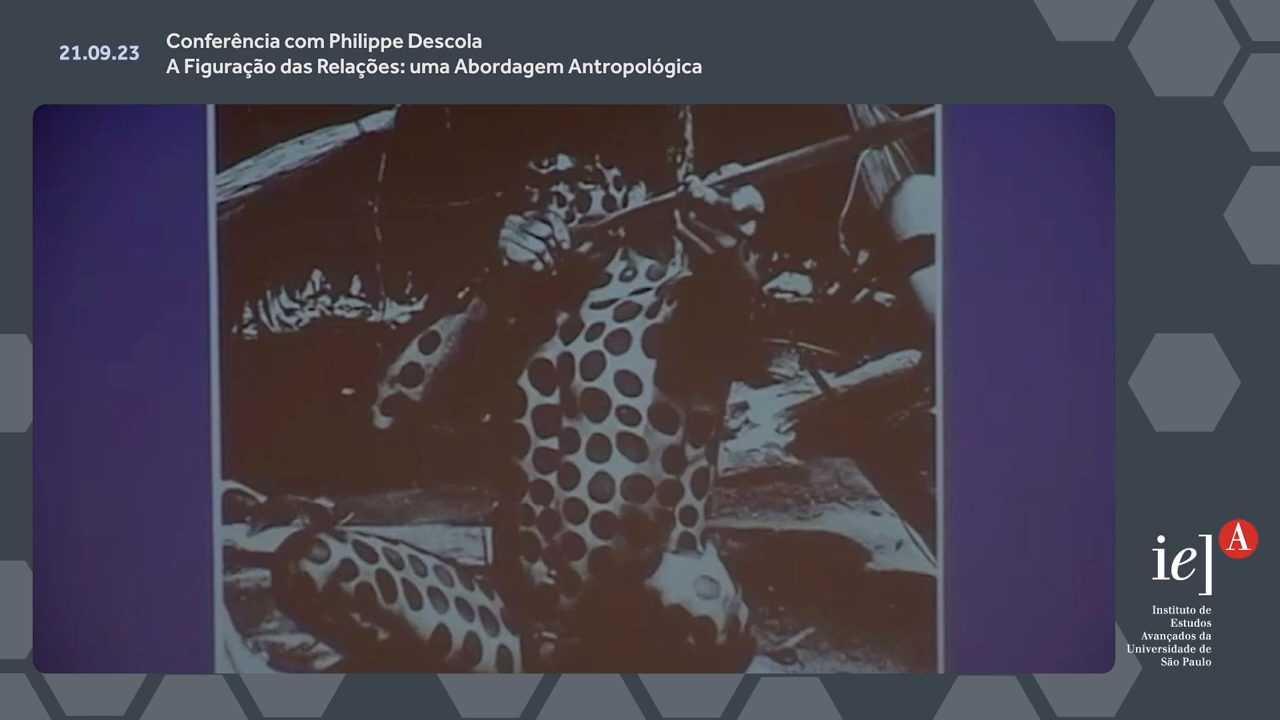 21.09.23
Conferência com Philippe Descola
A Figuração das Relações: uma Abordagem Antropológica
ie] A
Instituto de
Estudos
Avançados da
Universidade de
São Paulo